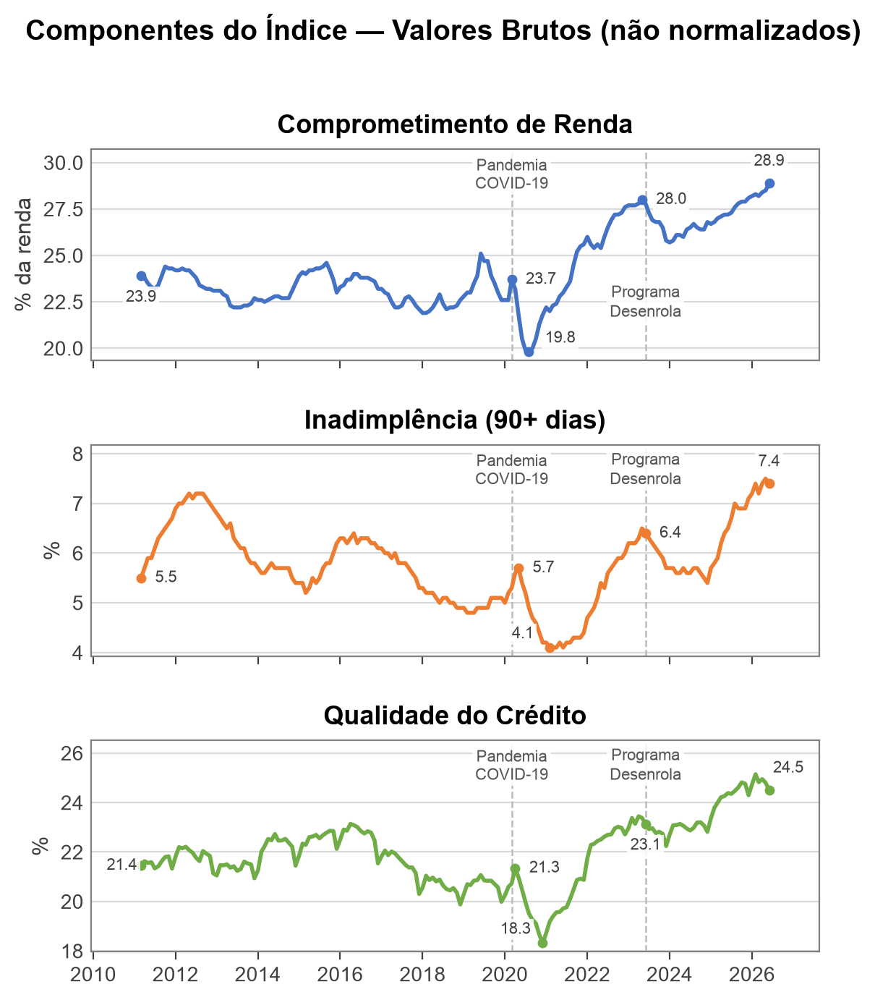 Componentes do Índice — Valores Brutos (não normalizados)
Comprometimento de Renda
% da renda
30.0
27.5
25.0
22.5
20.0
Pandemia
COVID-19
Programa
Desenrola
23.9
23.7
19.8
28.0
28.9
Inadimplência (90+ dias)
%
8
7
6
5
4
Pandemia
COVID-19
Programa
Desenrola
5.5
5.7
4.1
6.4
7.4
Qualidade do Crédito
%
26
24
22
20
18
Pandemia
COVID-19
Programa
Desenrola
21.4
21.3
18.3
23.1
24.5
2010 2012 2014 2016 2018 2020 2022 2024 2026